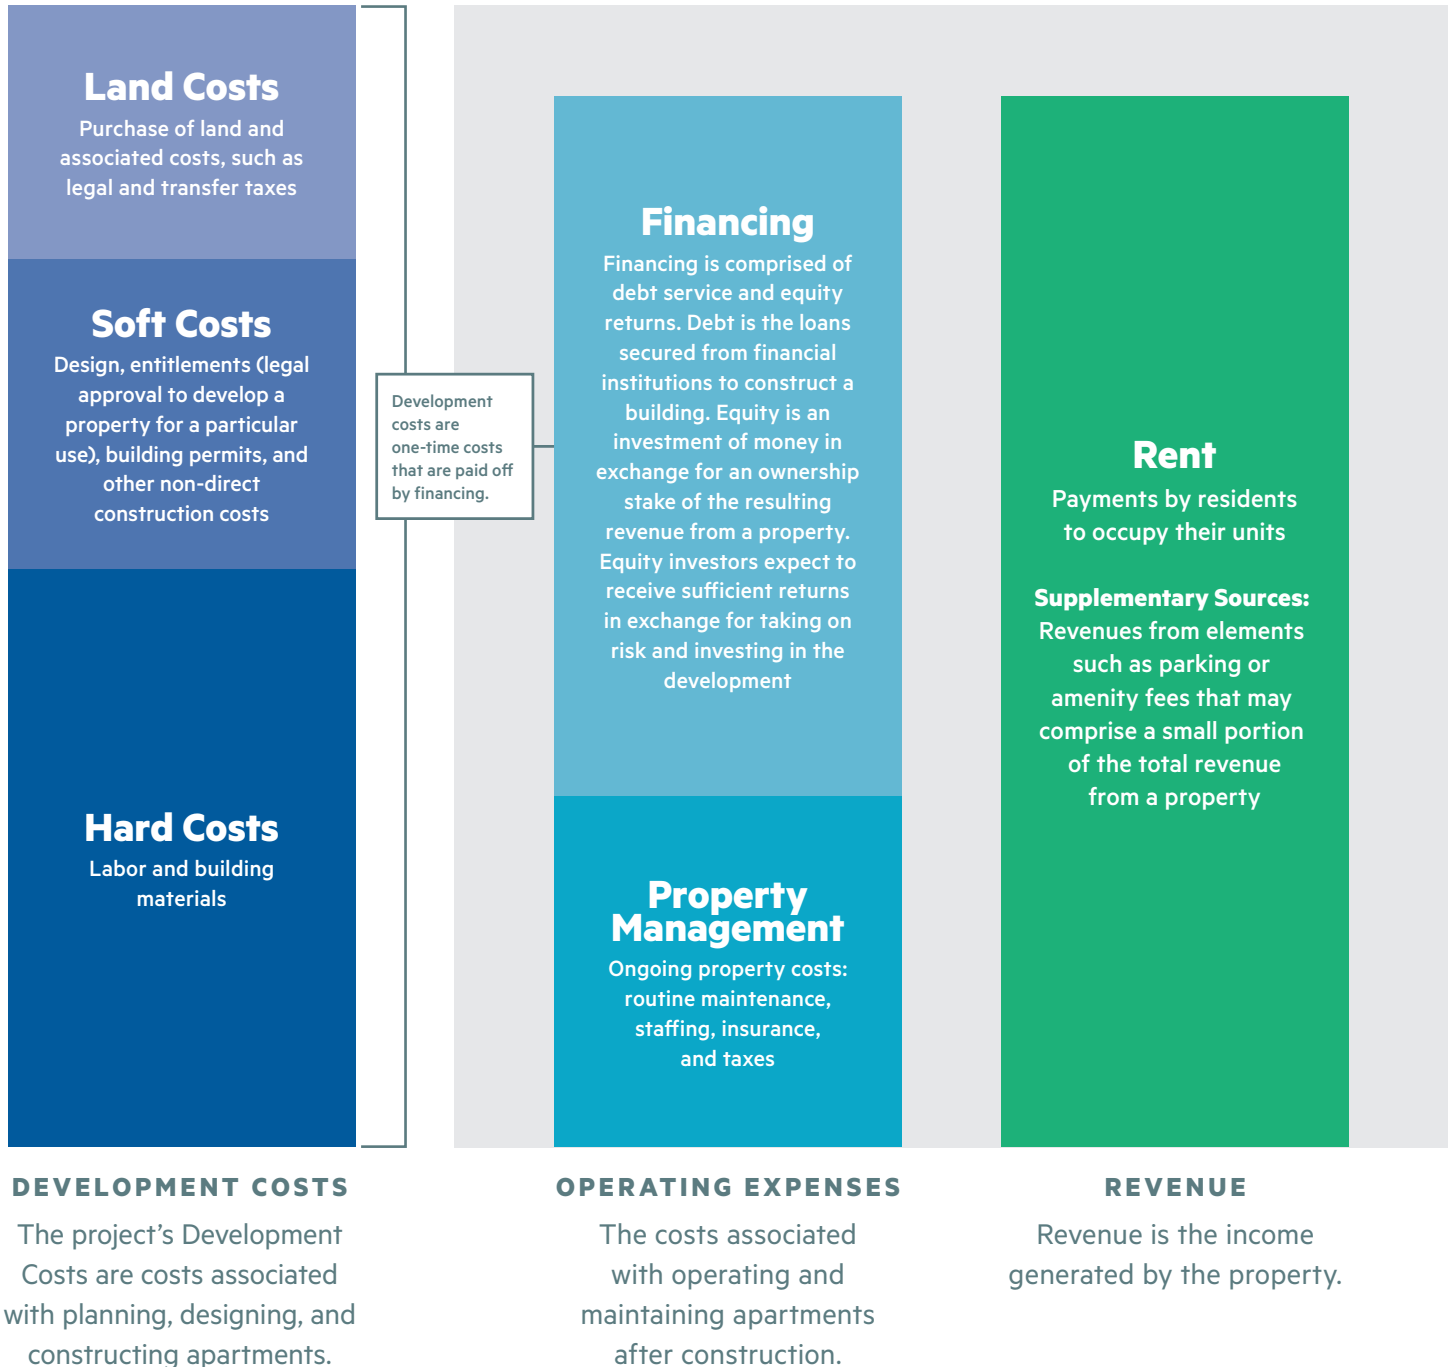 Land Costs
Purchase of land and
associated costs, such as
legal and transfer taxes
Soft Costs
Design, entitlements (legal
approval to develop a
property for a particular
use), building permits, and
other non-direct
construction costs
Hard Costs
Labor and building
materials
Development
costs are
one-time costs
that are paid off
by financing.
Financing
Financing is comprised of
debt service and equity
returns. Debt is the loans
secured from financial
institutions to construct a
building. Equity is an
investment of money in
exchange for an ownership
stake of the resulting
revenue from a property.
Equity investors expect to
receive sufficient returns
in exchange for taking on
risk and investing in the
development
Property
Management
Ongoing property costs:
routine maintenance,
staffing, insurance,
and taxes
Rent
Payments by residents
to occupy their units
Supplementary Sources:
Revenues from elements
such as parking or
amenity fees that may
comprise a small portion
of the total revenue
from a property
DEVELOPMENT COSTS
The project’s Development
Costs are costs associated
with planning, designing, and
constructing apartments.
OPERATING EXPENSES
The costs associated
with operating and
maintaining apartments
after construction.
REVENUE
Revenue is the income
generated by the property.